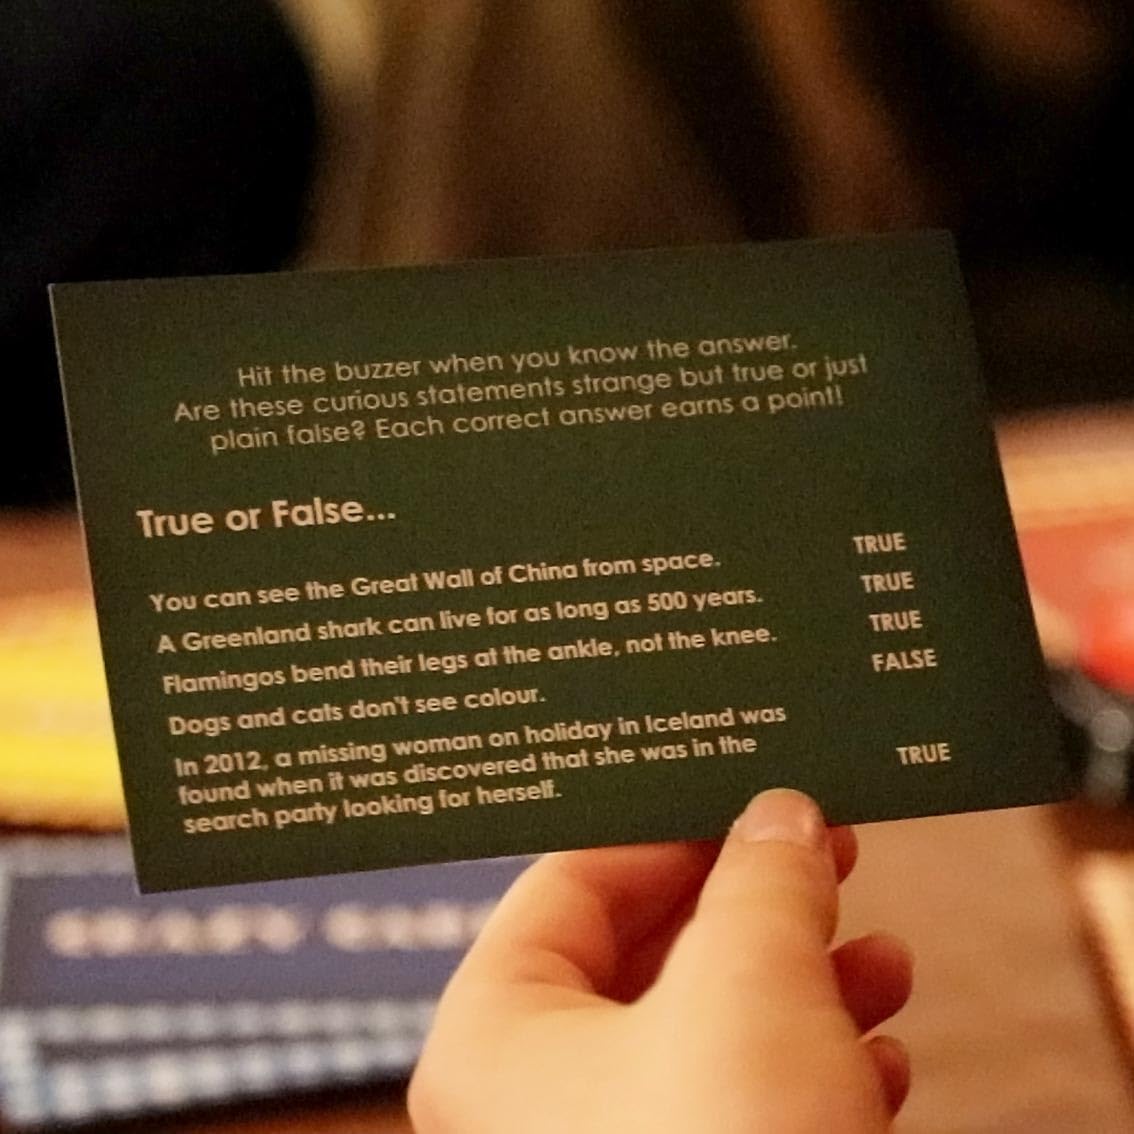 Hit the buzzer when you know the answer.
Are these curious statements strange but true or just
plain false? Each correct answer earns a point!
True or False...
You can see the Great Wall of China from space. TRUE
A Greenland shark can live for as long as 500 years. TRUE
Flamingos bend their legs at the ankle, not the knee. TRUE
Dogs and cats don't see colour. FALSE
In 2012, a missing woman on holiday in Iceland was
found when it was discovered that she was in the TRUE
search party looking for herself.